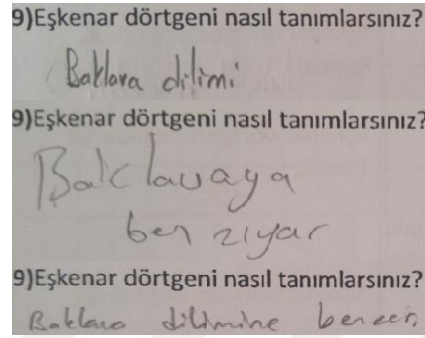 9)Eşkenar dörtgeni nasıl tanımlarsınız?
Baklava dilimi
9)Eşkenar dörtgeni nasıl tanımlarsınız?
Baklavaya
benziyar
9)Eşkenar dörtgeni nasıl tanımlarsınız?
Baklava dilimine benzer